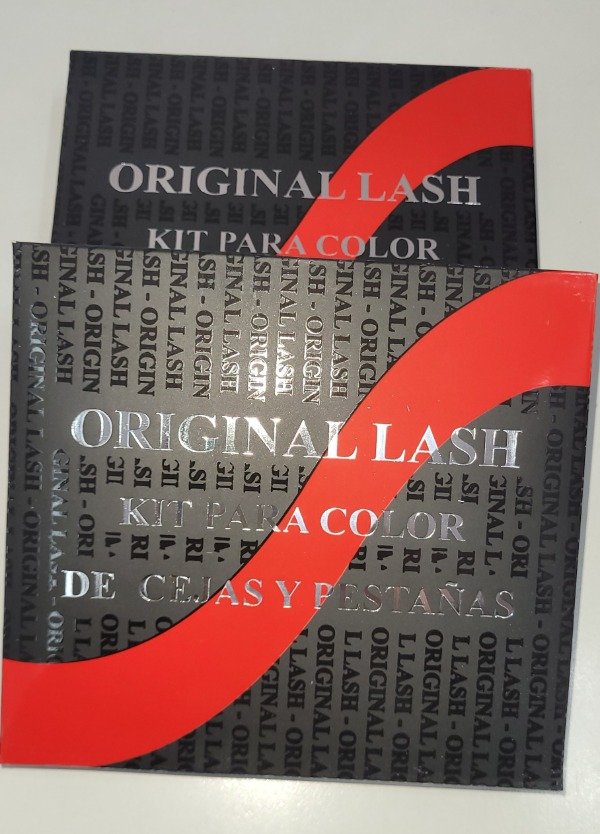 ORIGINAL LASH
KIT PARA COLOR
ORIGINAL LASH
KIT PARA COLOR
DE CEJAS Y PESTAÑAS